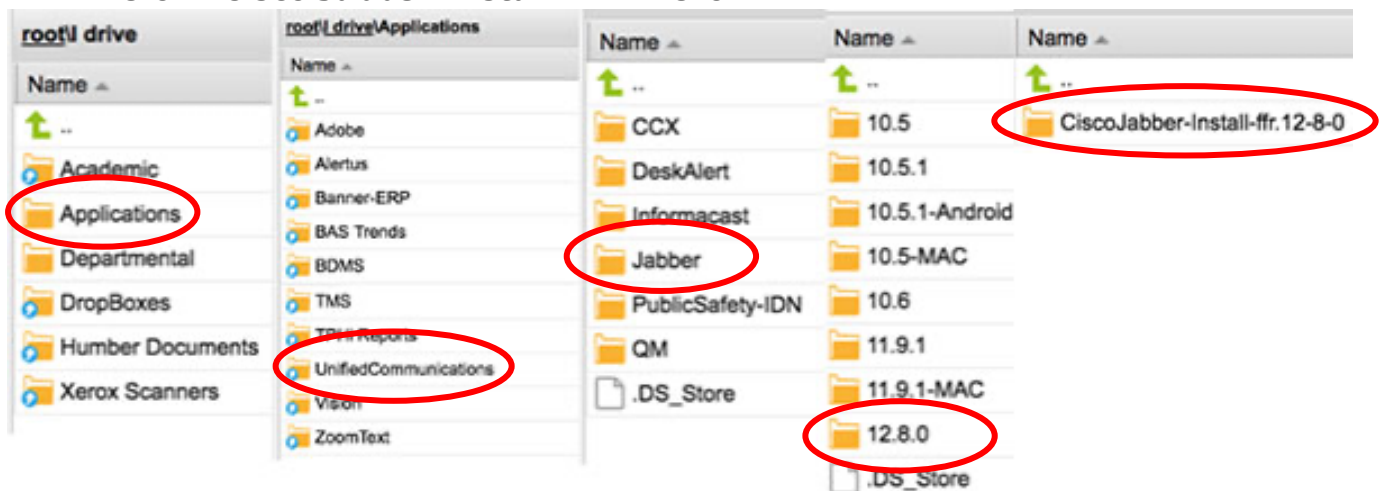 root\I drive
Name
..
Academic
Applications
Departmental
DropBoxes
Humber Documents
Xerox Scanners
root\I drive\Applications
Name
..
Adobe
Alertus
Banner-ERP
BAS Trends
BDMS
TMS
Reports
UnifiedCommunications
Vision
ZoomText
Name
..
CCX
DeskAlert
Informacast
Jabber
PublicSafety-IDN
QM
.DS_Store
Name
..
10.5
10.5.1
10.5.1-Android
10.5-MAC
10.6
11.9.1
11.9.1-MAC
12.8.0
.DS_Store
Name
..
CiscoJabber-Install-ffr.12-8-0